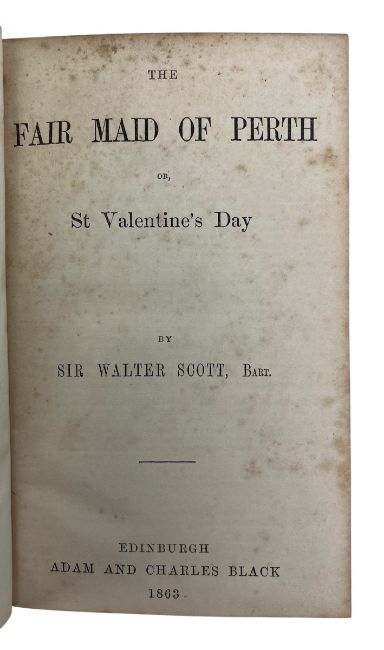 THE
FAIR MAID OF PERTH
OR,
St Valentine's Day
BY
SIR WALTER SCOTT, BART.
EDINBURGH
ADAM AND CHARLES BLACK
1863